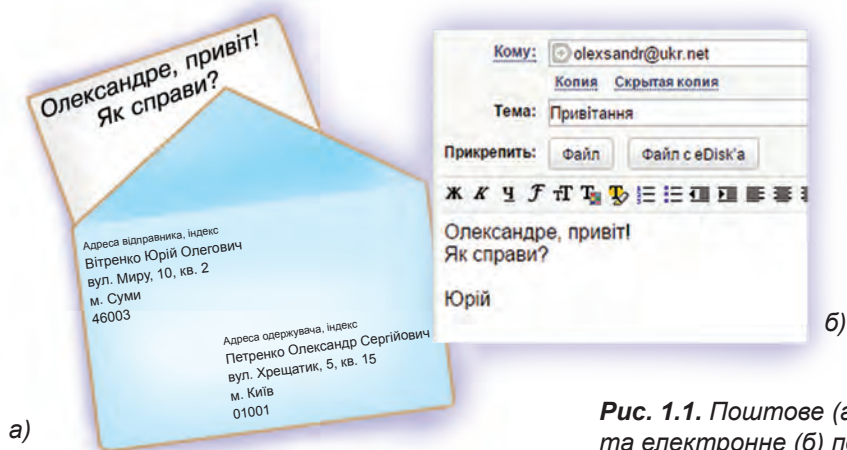 Олександре, привіт!
Як справи?
Адреса відправника, індекс
Вітренко Юрій Олегович
вул. Миру, 10, кв. 2
м. Суми
46003
Адреса одержувача, індекс
Петренко Олександр Сергійович
вул. Хрещатик, 5, кв. 15
м. Київ
01001
а)
Кому: olexsandr@ukr.net
Копия Скрытая копия
Тема: Привітання
Прикрепить: Файл Файл с eDisk'а
Ж К Ч F тТ Т Т
Олександре, привіт!
Як справи?
Юрій
б)
Рис. 1.1. Поштове (а
та електронне (б)